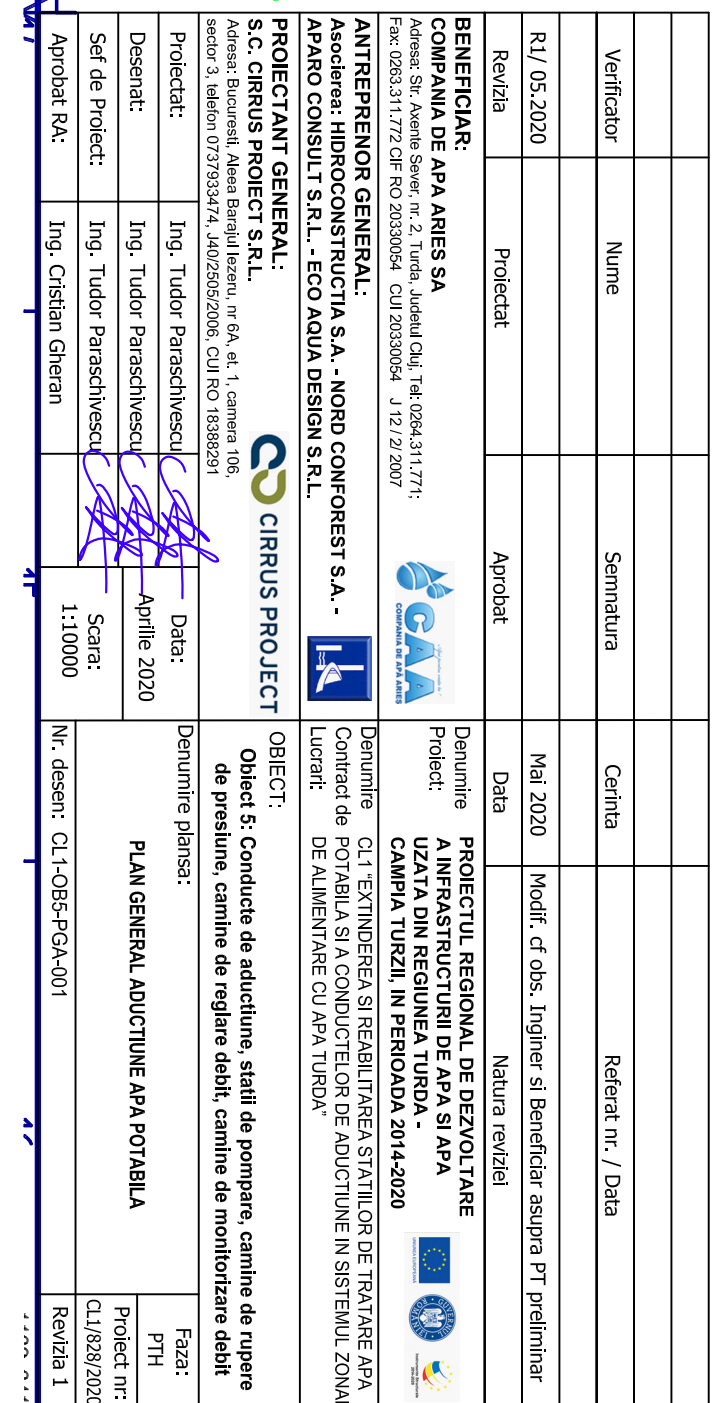 Verificator
Nume
Semnatura
Cerinta
Referat nr. / Data
R1/ 05.2020
Mai 2020
Modif. cf obs. Inginer si Beneficiar asupra PT preliminar
Revizia
Proiectat
Aprobat
Data
Natura reviziei
BENEFICIAR:
COMPANIA DE APA ARIES SA
Adresa: Str. Axente Sever, nr. 2, Turda, Judetul Cluj, Tel: 0264.311.771;
Fax: 0263.311.772 CIF RO 20330054 CUI 20330054 J 12 / 2/ 2007
CAA
COMPANIA DE APĂ ARIEȘ
Denumire
Proiect:
PROIECTUL REGIONAL DE DEZVOLTARE
A INFRASTRUCTURII DE APA SI APA
UZATA DIN REGIUNEA TURDA -
CAMPIA TURZII, IN PERIOADA 2014-2020
UNIUNEA EUROPEANĂ
Instrumente Structurale
2014-2020
ANTREPRENOR GENERAL:
Asocierea: HIDROCONSTRUCTIA S.A. - NORD CONFOREST S.A. -
APARO CONSULT S.R.L. - ECO AQUA DESIGN S.R.L.
Denumire
Contract de
Lucrari:
CL1 "EXTINDEREA SI REABILITAREA STATIILOR DE TRATARE APA
POTABILA SI A CONDUCTELOR DE ADUCTIUNE IN SISTEMUL ZONAL
DE ALIMENTARE CU APA TURDA”
PROIECTANT GENERAL:
S.C. CIRRUS PROIECT S.R.L.
Adresa: Bucuresti, Aleea Barajul Iezeru, nr 6A, et. 1, camera 106,
sector 3, telefon 0737933474, J40/2505/2006, CUI RO 18388291
CIRRUS PROJECT
OBIECT:
Obiect 5: Conducte de aductiune, statii de pompare, camine de rupere
de presiune, camine de reglare debit, camine de monitorizare debit
Proiectat:
Ing. Tudor Paraschivescu
Data:
Aprilie 2020
Desenat:
Ing. Tudor Paraschivescu
Sef de Proiect:
Ing. Tudor Paraschivescu
Scara:
1:10000
Aprobat RA:
Ing. Cristian Gheran
Denumire plansa:
PLAN GENERAL ADUCTIUNE APA POTABILA
Faza:
PTH
Proiect nr:
CL1/828/2020
Nr. desen: CL1-OB5-PGA-001
Revizia 1